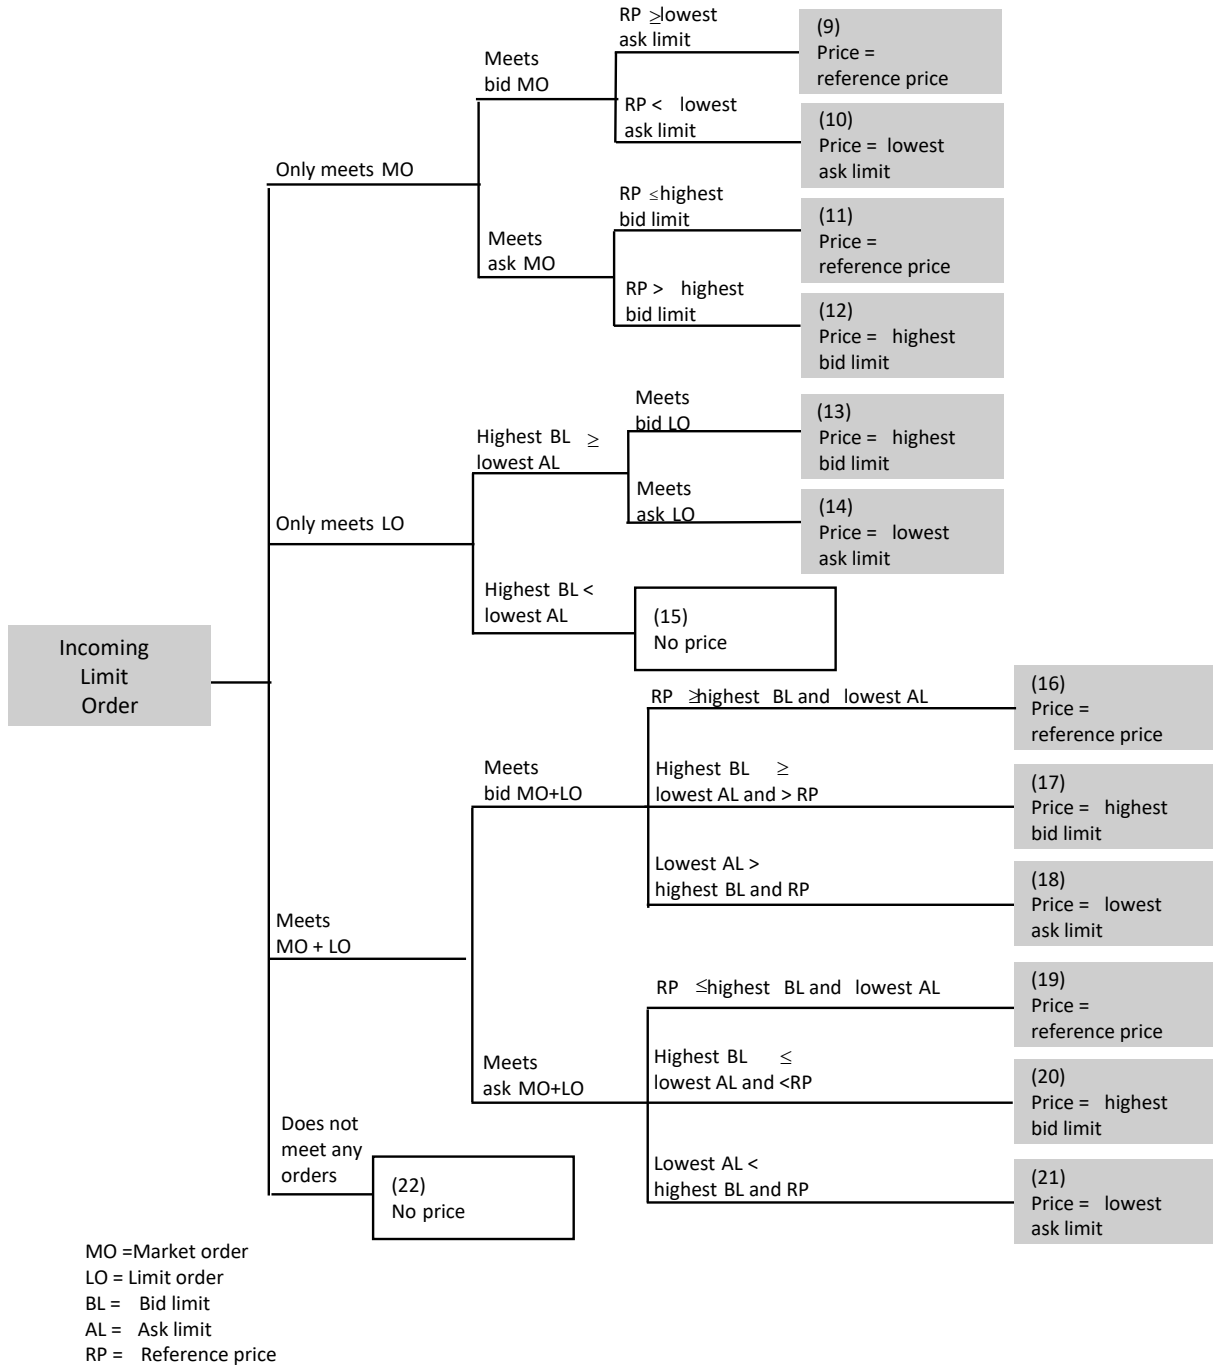 RP ≥lowest
ask limit
(9)
Price =
reference price
Meets
bid MO
RP < lowest
ask limit
(10)
Price = lowest
ask limit
Only meets MO
RP ≤highest
bid limit
(11)
Price =
reference price
Meets
ask MO
RP > highest
bid limit
(12)
Price = highest
bid limit
Meets
bid LO
(13)
Price = highest
bid limit
Highest BL ≥
lowest AL
Meets
ask LO
(14)
Price = lowest
ask limit
Only meets LO
Highest BL <
lowest AL
(15)
No price
Incoming
Limit
Order
RP ≥highest BL and lowest AL
(16)
Price =
reference price
Meets
bid MO+LO
Highest BL ≥
lowest AL and > RP
(17)
Price = highest
bid limit
Lowest AL >
highest BL and RP
(18)
Price = lowest
ask limit
Meets
MO + LO
RP ≤highest BL and lowest AL
(19)
Price =
reference price
Meets
ask MO+LO
Highest BL ≤
lowest AL and <RP
(20)
Price = highest
bid limit
Lowest AL <
highest BL and RP
(21)
Price = lowest
ask limit
Does not
meet any
orders
(22)
No price
MO =Market order
LO = Limit order
BL = Bid limit
AL = Ask limit
RP = Reference price